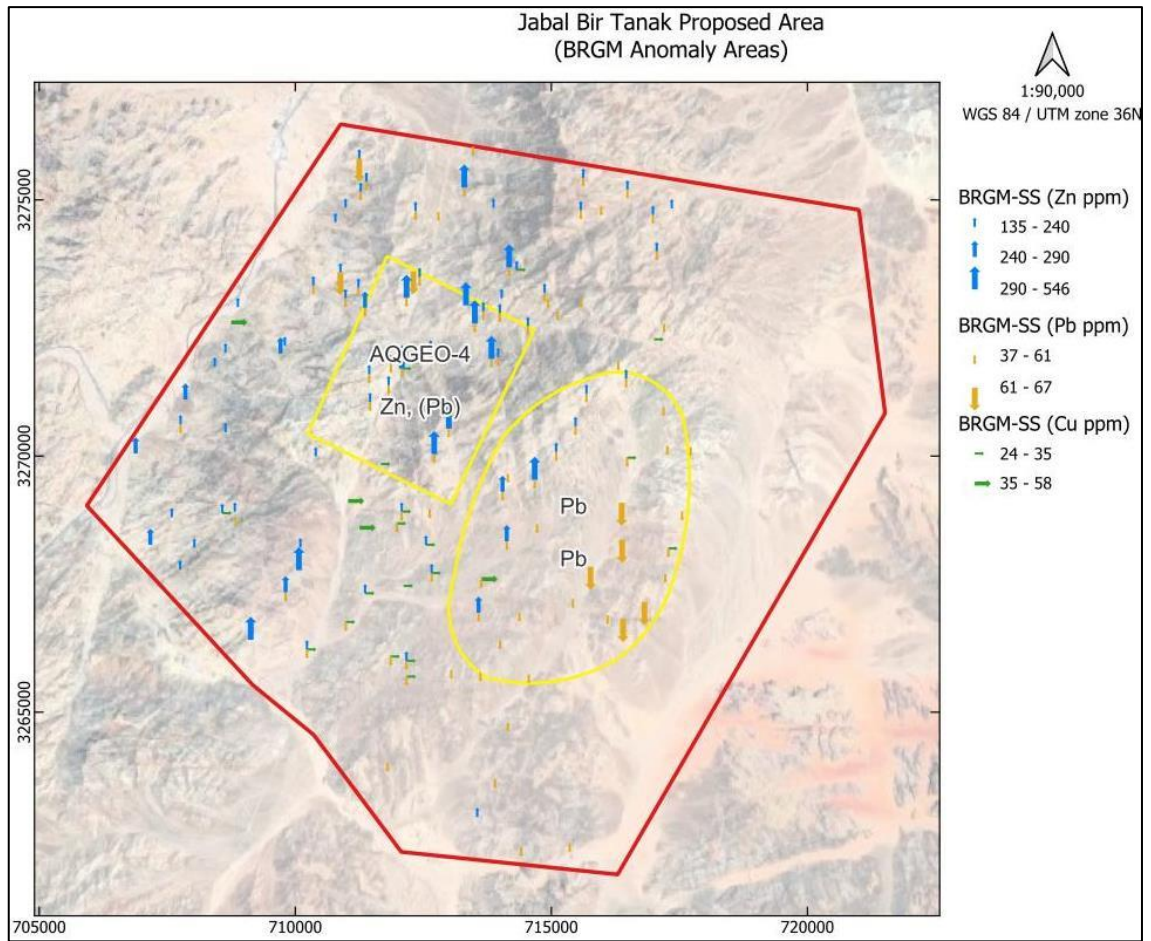 Jabal Bir Tanak Proposed Area
(BRGM Anomaly Areas)
1:90,000
WGS 84 / UTM zone 36N
BRGM-SS (Zn ppm)
135 - 240
240 - 290
290 - 546
BRGM-SS (Pb ppm)
37 - 61
61 - 67
BRGM-SS (Cu ppm)
24 - 35
35 - 58
3275000
3270000
3265000
AQGEO-4
Zn, (Pb)
Pb
Pb
705000
710000
715000
720000